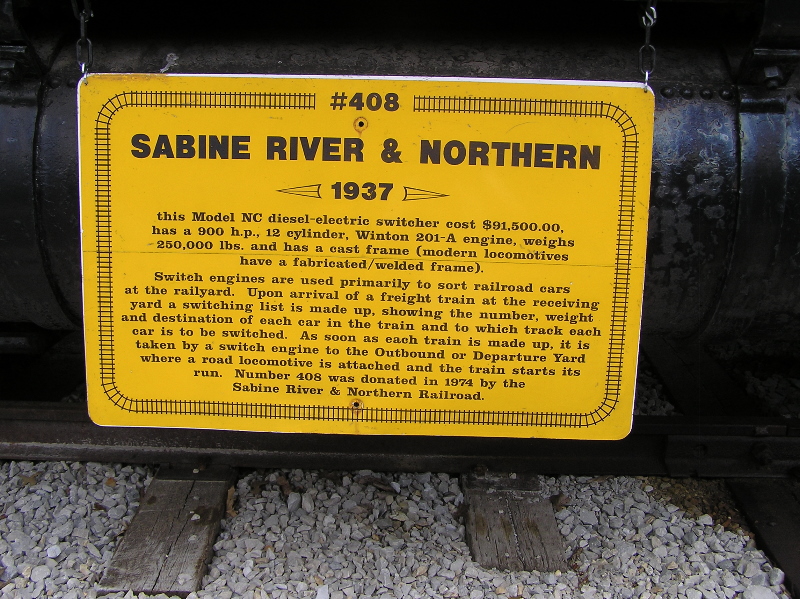 #408
SABINE RIVER & NORTHERN
1937
this Model NC diesel-electric switcher cost $91,500.00,
has a 900 h.p., 12 cylinder, Winton 201-A engine, weighs
250,000 lbs. and has a cast frame (modern locomotives
have a fabricated/welded frame).
Switch engines are used primarily to sort railroad cars
at the railyard. Upon arrival of a freight train at the receiving
yard a switching list is made up, showing the number, weight
and destination of each car in the train and to which track each
car is to be switched. As soon as each train is made up, it is
taken by a switch engine to the Outbound or Departure Yard
where a road locomotive is attached and the train starts its
run. Number 408 was donated in 1974 by the
Sabine River & Northern Railroad.